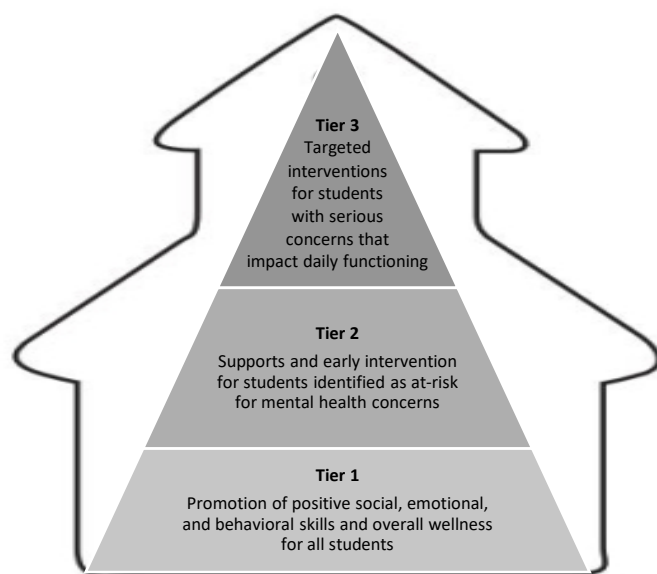 Tier 3
Targeted
interventions
for students
with serious
concerns that
impact daily functioning
Tier 2
Supports and early intervention
for students identified as at-risk
for mental health concerns
Tier 1
Promotion of positive social, emotional,
and behavioral skills and overall wellness
for all students